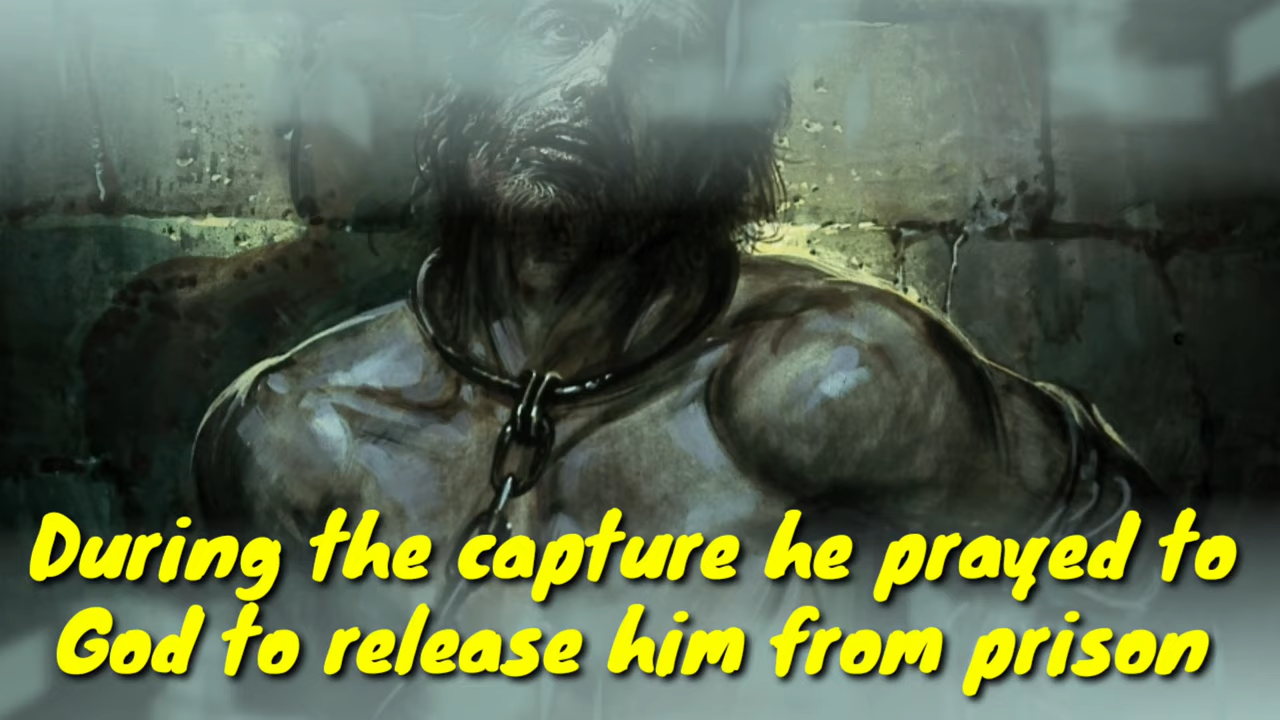 During the capture he prayed to
God to release him from prison